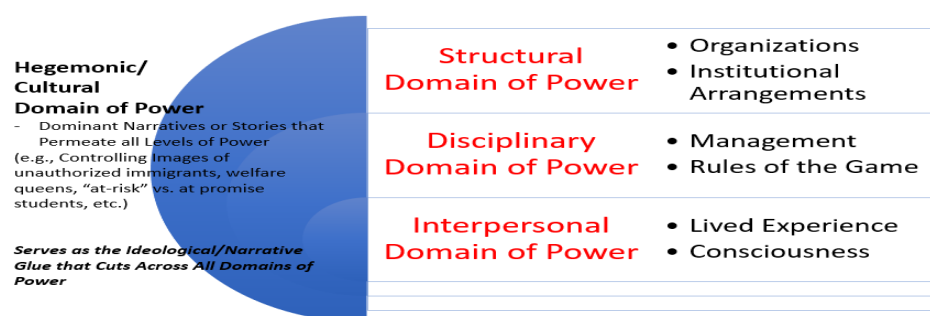 Hegemonic/
Cultural
Domain of Power
- Dominant Narratives or Stories that
Permeate all Levels of Power
(e.g., Controlling Images of
unauthorized immigrants, welfare
queens, “at-risk” vs. at promise
students, etc.)
Serves as the Ideological/Narrative
Glue that Cuts Across All Domains of
Power
Structural
Domain of Power
• Organizations
• Institutional
Arrangements
Disciplinary
Domain of Power
• Management
• Rules of the Game
Interpersonal
Domain of Power
• Lived Experience
• Consciousness